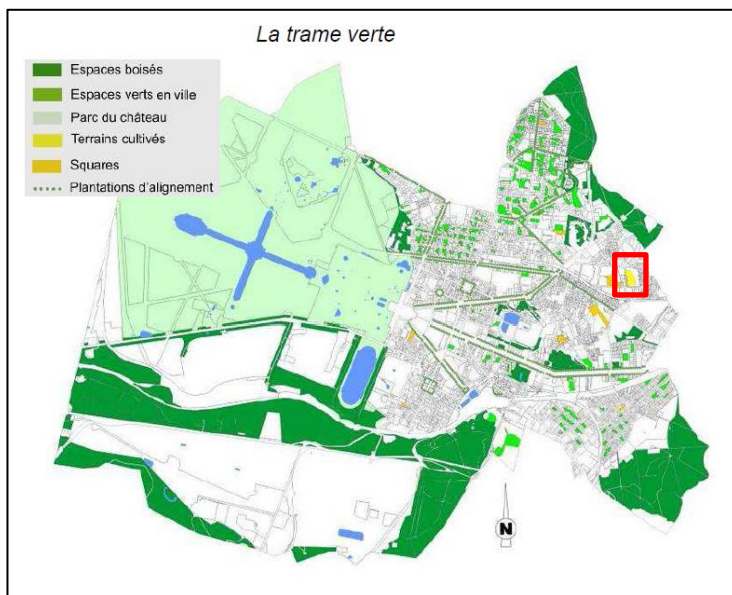 La trame verte
Espaces boisés
Espaces verts en ville
Parc du château
Terrains cultivés
Squares
Plantations d'alignement
N